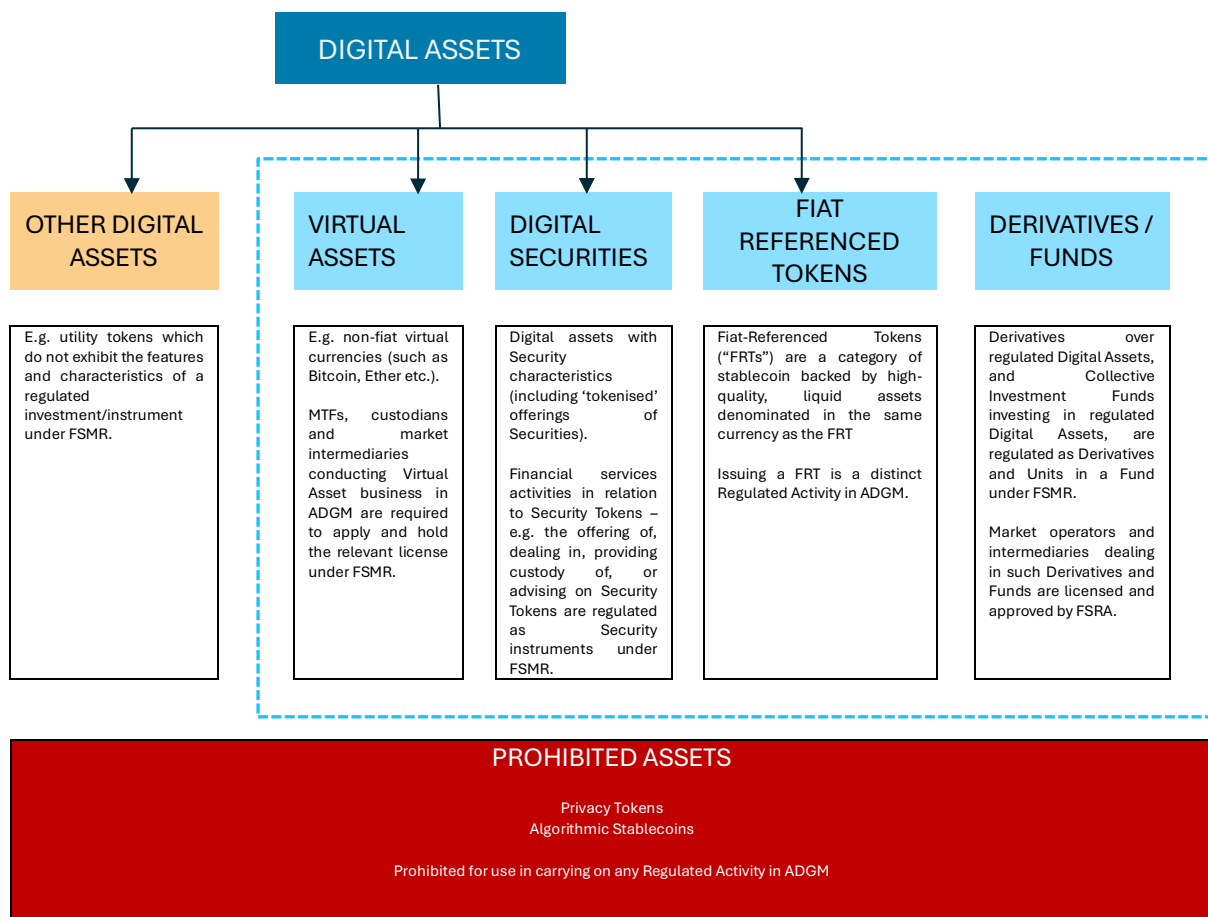 DIGITAL ASSETS
OTHER DIGITAL
ASSETS
E.g. utility tokens which
do not exhibit the features
and characteristics of a
regulated
investment/instrument
under FSMR.
VIRTUAL
ASSETS
E.g. non-fiat virtual
currencies (such as
Bitcoin, Ether etc.).
MTFs, custodians
and market
intermediaries
conducting Virtual
Asset business in
ADGM are required
to apply and hold
the relevant license
under FSMR.
DIGITAL
SECURITIES
Digital assets with
Security
characteristics
(including ‘tokenised’
offerings of
Securities).
Financial services
activities in relation
to Security Tokens –
e.g. the offering of,
dealing in, providing
custody of, or
advising on Security
Tokens are regulated
as Security
instruments under
FSMR.
FIAT
REFERENCED
TOKENS
Fiat-Referenced Tokens
(“FRTs”) are a category of
stablecoin backed by high-
quality, liquid assets
denominated in the same
currency as the FRT
Issuing a FRT is a distinct
Regulated Activity in ADGM.
DERIVATIVES /
FUNDS
Derivatives over
regulated Digital Assets,
and Collective
Investment Funds
investing in regulated
Digital Assets, are
regulated as Derivatives
and Units in a Fund
under FSMR.
Market operators and
intermediaries dealing
in such Derivatives and
Funds are licensed and
approved by FSRA.
PROHIBITED ASSETS
Privacy Tokens
Algorithmic Stablecoins
Prohibited for use in carrying on any Regulated Activity in ADGM